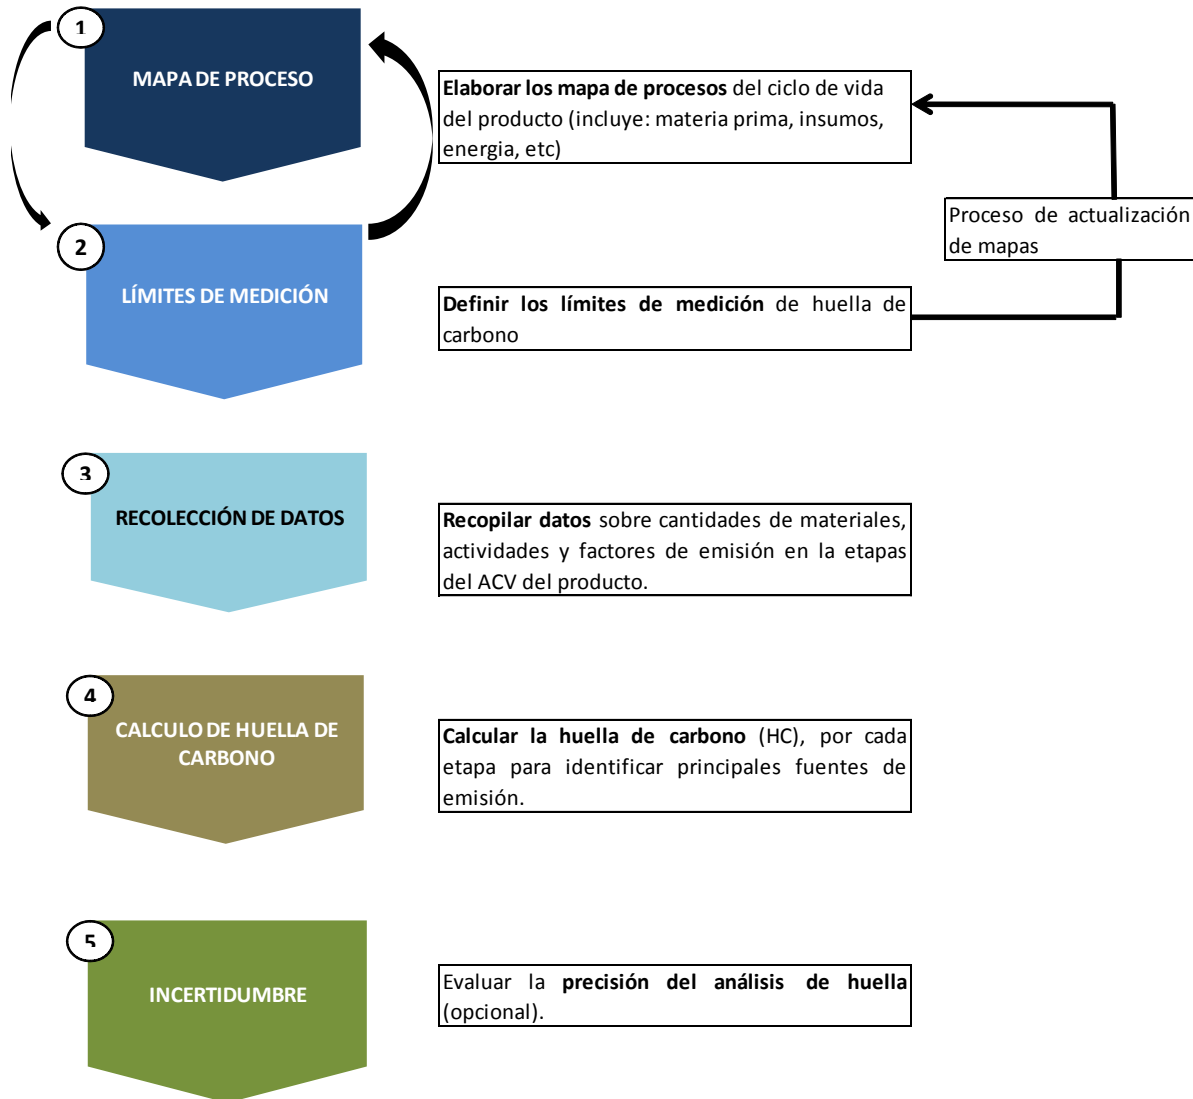 1
MAPA DE PROCESO
Elaborar los mapa de procesos del ciclo de vida
del producto (incluye: materia prima, insumos,
energia, etc)
Proceso de actualización
de mapas
2
LÍMITES DE MEDICIÓN
Definir los límites de medición de huella de
carbono
3
RECOLECCIÓN DE DATOS
Recopilar datos sobre cantidades de materiales,
actividades y factores de emisión en la etapas
del ACV del producto.
4
CALCULO DE HUELLA DE
CARBONO
Calcular la huella de carbono (HC), por cada
etapa para identificar principales fuentes de
emisión.
5
INCERTIDUMBRE
Evaluar la precisión del análisis de huella
(opcional).